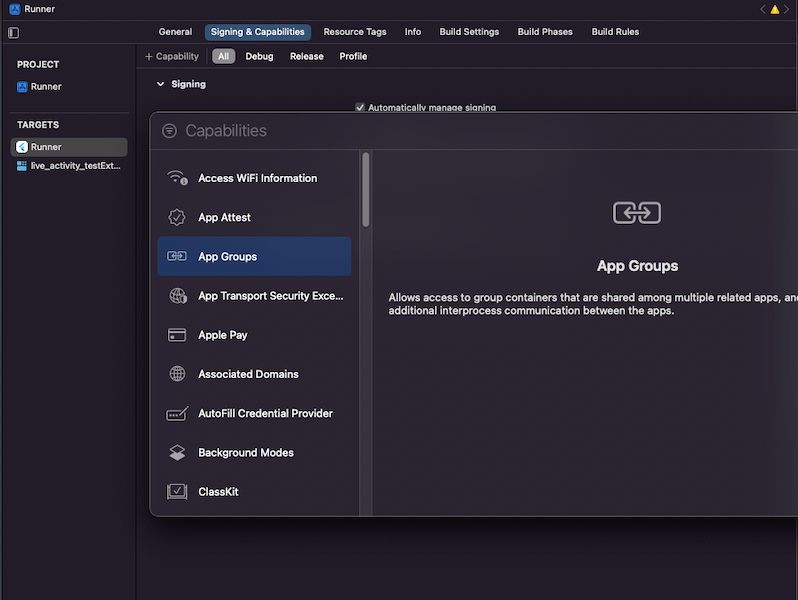 Runner
General Signing & Capabilities Resource Tags Info Build Settings Build Phases Build Rules
+ Capability All Debug Release Profile
PROJECT
Runner
TARGETS
Runner
live_activity_testExt...
Signing
Automatically manage signing
Capabilities
Access WiFi Information
App Attest
App Groups
App Transport Security Exce...
Apple Pay
Associated Domains
AutoFill Credential Provider
Background Modes
ClassKit
App Groups
Allows access to group containers that are shared among multiple related apps, and
additional interprocess communication between the apps.